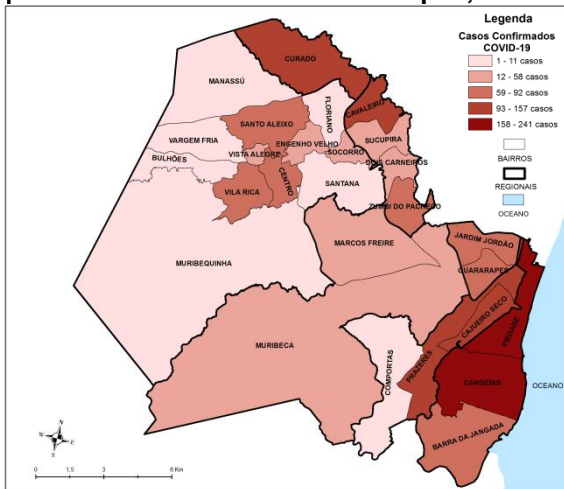 Legenda
Casos Confirmados
COVID-19
1 - 11 casos
12 - 58 casos
59 - 92 casos
93 - 157 casos
158 - 241 casos
BAIRROS
REGIONAIS
OCEANO
CURADO
MANASSÚ
FLORIANO
CAVALEIRO
SANTO ALEIXO
VARGEM FRIA
ENGENHO VELHO
SUCUPIRA
BULHÕES
VISTA ALEGRE
SOCORRO
DOIS CARNEIROS
CENTRO
SANTANA
VILA RICA
ZUMBI DO PACHECO
MURIBEQUINHA
MARCOS FREIRE
JARDIM JORDÃO
GUARARAPES
CAJUEIRO SECO
PIEDADE
MURIBECA
COMPORTAS
PRAZERES
CANDEIAS
OCEANO
BARRA DA JANGADA
N
W
E
S
0
1,5
3
6 Km